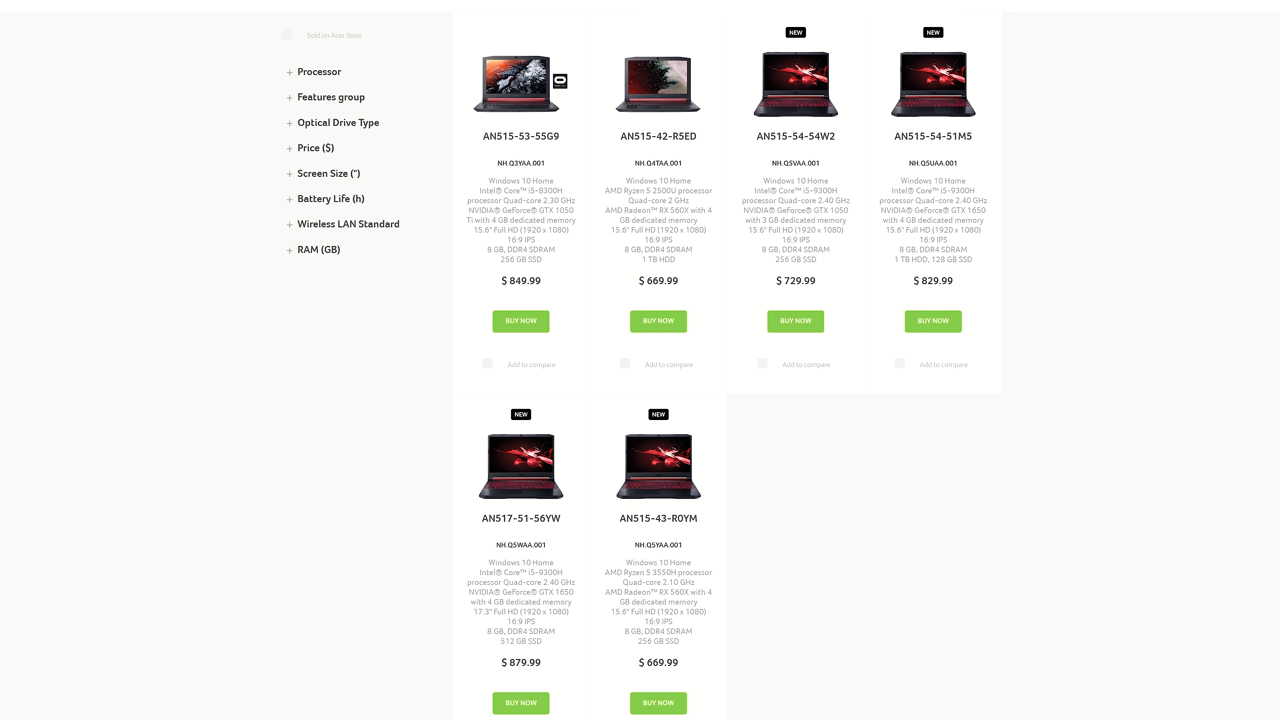 Sold on Acer Store
+ Processor
+ Features group
+ Optical Drive Type
+ Price ($)
+ Screen Size (")
+ Battery Life (h)
+ Wireless LAN Standard
+ RAM (GB)
AN515-53-55G9
NH.Q3YAA.001
Windows 10 Home
Intel® Core™ i5-8300H
processor Quad-core 2.30 GHz
NVIDIA® GeForce® GTX 1050
Ti with 4 GB dedicated memory
15.6" Full HD (1920 x 1080)
16:9 IPS
8 GB, DDR4 SDRAM
256 GB SSD
$ 849.99
BUY NOW
Add to compare
AN515-42-R5ED
NH.Q4TAA.001
Windows 10 Home
AMD Ryzen 5 2500U processor
Quad-core 2 GHz
AMD Radeon™ RX 560X with 4
GB dedicated memory
15.6" Full HD (1920 x 1080)
16:9 IPS
8 GB, DDR4 SDRAM
1 TB HDD
$ 669.99
BUY NOW
Add to compare
NEW
AN515-54-54W2
NH.Q5VAA.001
Windows 10 Home
Intel® Core™ i5-9300H
processor Quad-core 2.40 GHz
NVIDIA® GeForce® GTX 1050
with 3 GB dedicated memory
15.6" Full HD (1920 x 1080)
16:9 IPS
8 GB, DDR4 SDRAM
256 GB SSD
$ 729.99
BUY NOW
Add to compare
NEW
AN515-54-51M5
NH.Q5UAA.001
Windows 10 Home
Intel® Core™ i5-9300H
processor Quad-core 2.40 GHz
NVIDIA® GeForce® GTX 1650
with 4 GB dedicated memory
15.6" Full HD (1920 x 1080)
16:9 IPS
8 GB, DDR4 SDRAM
1 TB HDD, 128 GB SSD
$ 829.99
BUY NOW
Add to compare
NEW
AN517-51-56YW
NH.Q5WAA.001
Windows 10 Home
Intel® Core™ i5-9300H
processor Quad-core 2.40 GHz
NVIDIA® GeForce® GTX 1650
with 4 GB dedicated memory
17.3" Full HD (1920 x 1080)
16:9 IPS
8 GB, DDR4 SDRAM
512 GB SSD
$ 879.99
BUY NOW
NEW
AN515-43-R0YM
NH.Q5YAA.001
Windows 10 Home
AMD Ryzen 5 3550H processor
Quad-core 2.10 GHz
AMD Radeon™ RX 560X with 4
GB dedicated memory
15.6" Full HD (1920 x 1080)
16:9 IPS
8 GB, DDR4 SDRAM
256 GB SSD
$ 669.99
BUY NOW